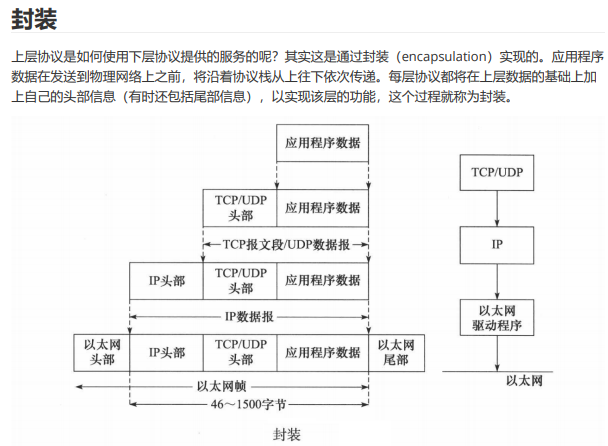 封装
上层协议是如何使用下层协议提供的服务的呢？其实这是通过封装（encapsulation）实现的。应用程序
数据在发送到物理网络上之前，将沿着协议栈从上往下依次传递。每层协议都将在上层数据的基础上加
上自己的头部信息（有时还包括尾部信息），以实现该层的功能，这个过程就称为封装。
应用程序数据
TCP/UDP
头部
应用程序数据
TCP报文段/UDP数据报
IP头部
TCP/UDP
头部
应用程序数据
IP数据报
以太网
头部
IP头部
TCP/UDP
头部
应用程序数据
以太网
尾部
以太网帧
46～1500字节
TCP/UDP
IP
以太网
驱动程序
以太网
封装